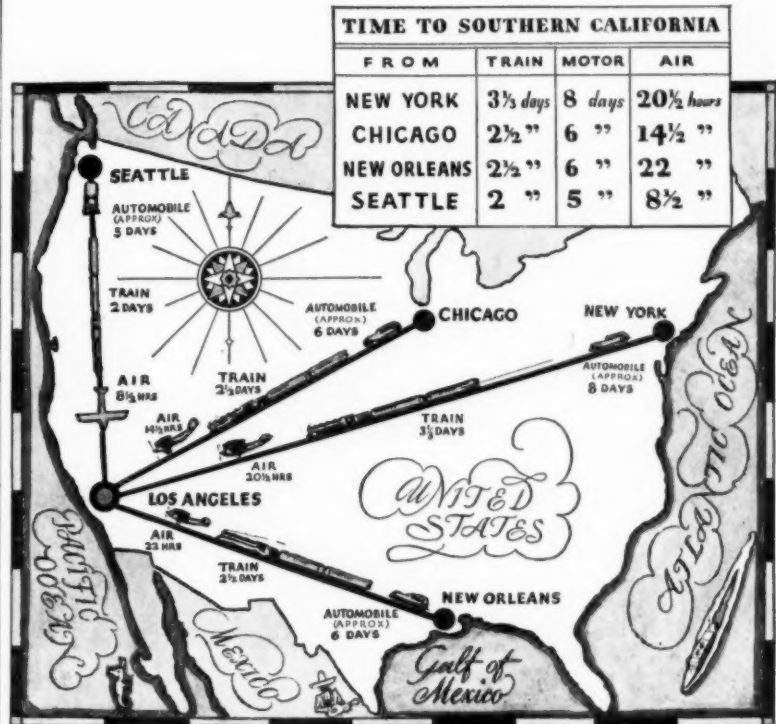 TIME TO SOUTHERN CALIFORNIA
FROM TRAIN MOTOR AIR
NEW YORK 3⅓ days 8 days 20½ hours
CHICAGO 2½ " 6 " 14½ "
NEW ORLEANS 2½ " 6 " 22 "
SEATTLE 2 " 5 " 8½ "
CANADA
SEATTLE
AUTOMOBILE
(APPROX)
5 DAYS
TRAIN
2 DAYS
AIR
8½ HRS
AUTOMOBILE
(APPROX)
6 DAYS
CHICAGO
TRAIN
2½ DAYS
AIR
14½ HRS
NEW YORK
AUTOMOBILE
(APPROX)
8 DAYS
TRAIN
3⅓ DAYS
AIR
20½ HRS
LOS ANGELES
UNITED
STATES
ATLANTIC OCEAN
PACIFIC
OCEAN
AIR
22 HRS
TRAIN
2½ DAYS
AUTOMOBILE
(APPROX)
6 DAYS
NEW ORLEANS
MEXICO
Gulf of
Mexico